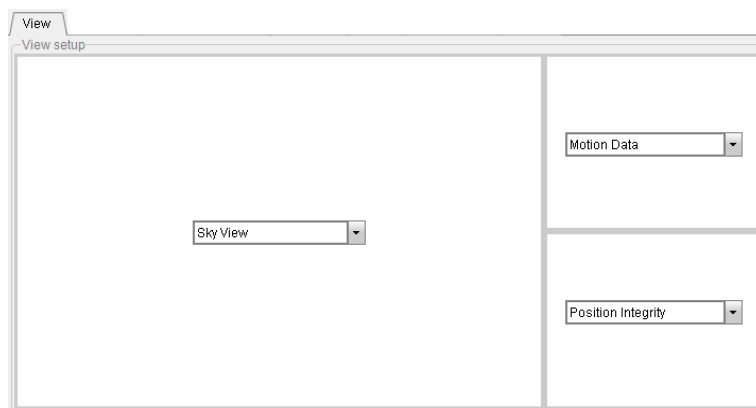 View
View setup
Motion Data
Sky View
Position Integrity